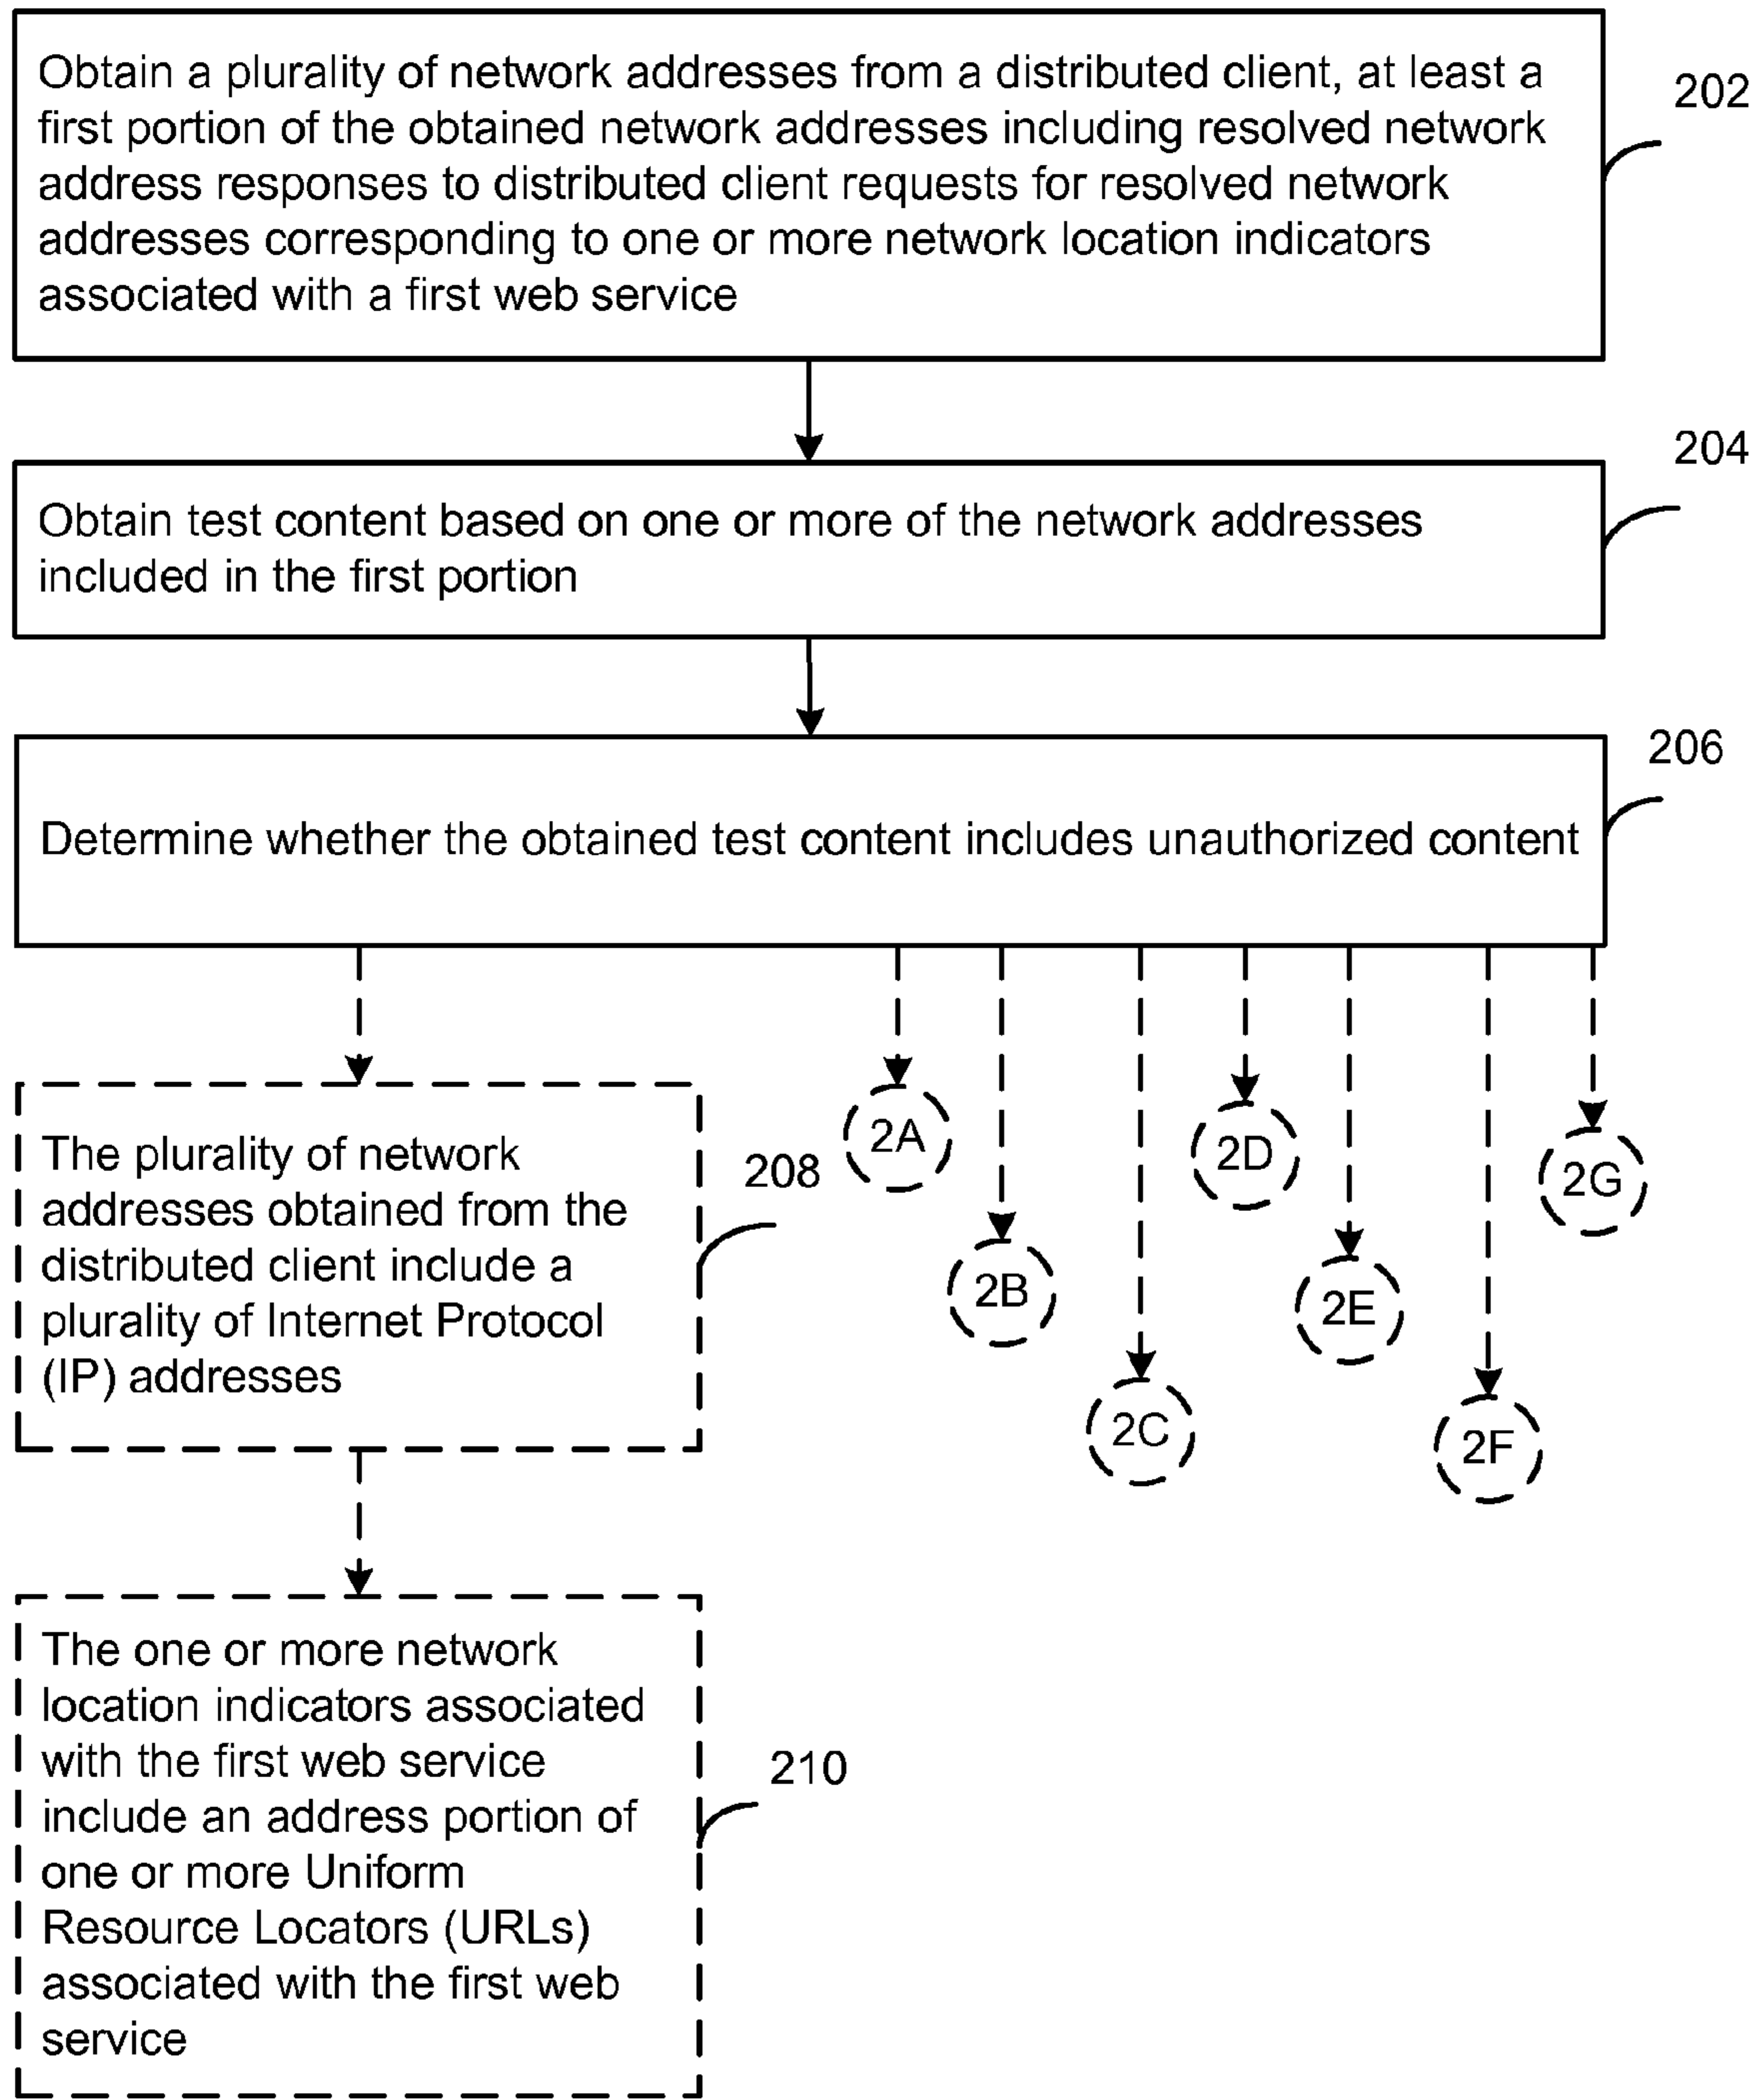 Obtain a plurality of network addresses from a distributed client, at least a
first portion of the obtained network addresses including resolved network
address responses to distributed client requests for resolved network
addresses corresponding to one or more network location indicators
associated with a first web service
202
Obtain test content based on one or more of the network addresses
included in the first portion
204
Determine whether the obtained test content includes unauthorized content
206
The plurality of network
addresses obtained from the
distributed client include a
plurality of Internet Protocol
(IP) addresses
208
2A
2B
2C
2D
2E
2F
2G
The one or more network
location indicators associated
with the first web service
include an address portion of
one or more Uniform
Resource Locators (URLs)
associated with the first web
service
210